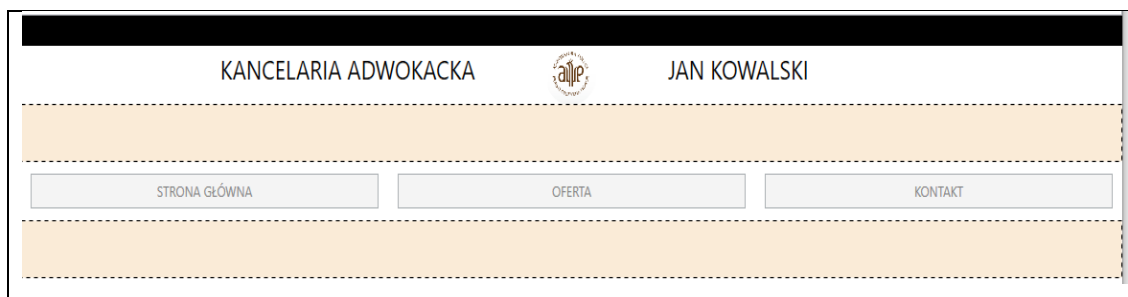 KANCELARIA ADWOKACKA JAN KOWALSKI
STRONA GŁÓWNA OFERTA KONTAKT